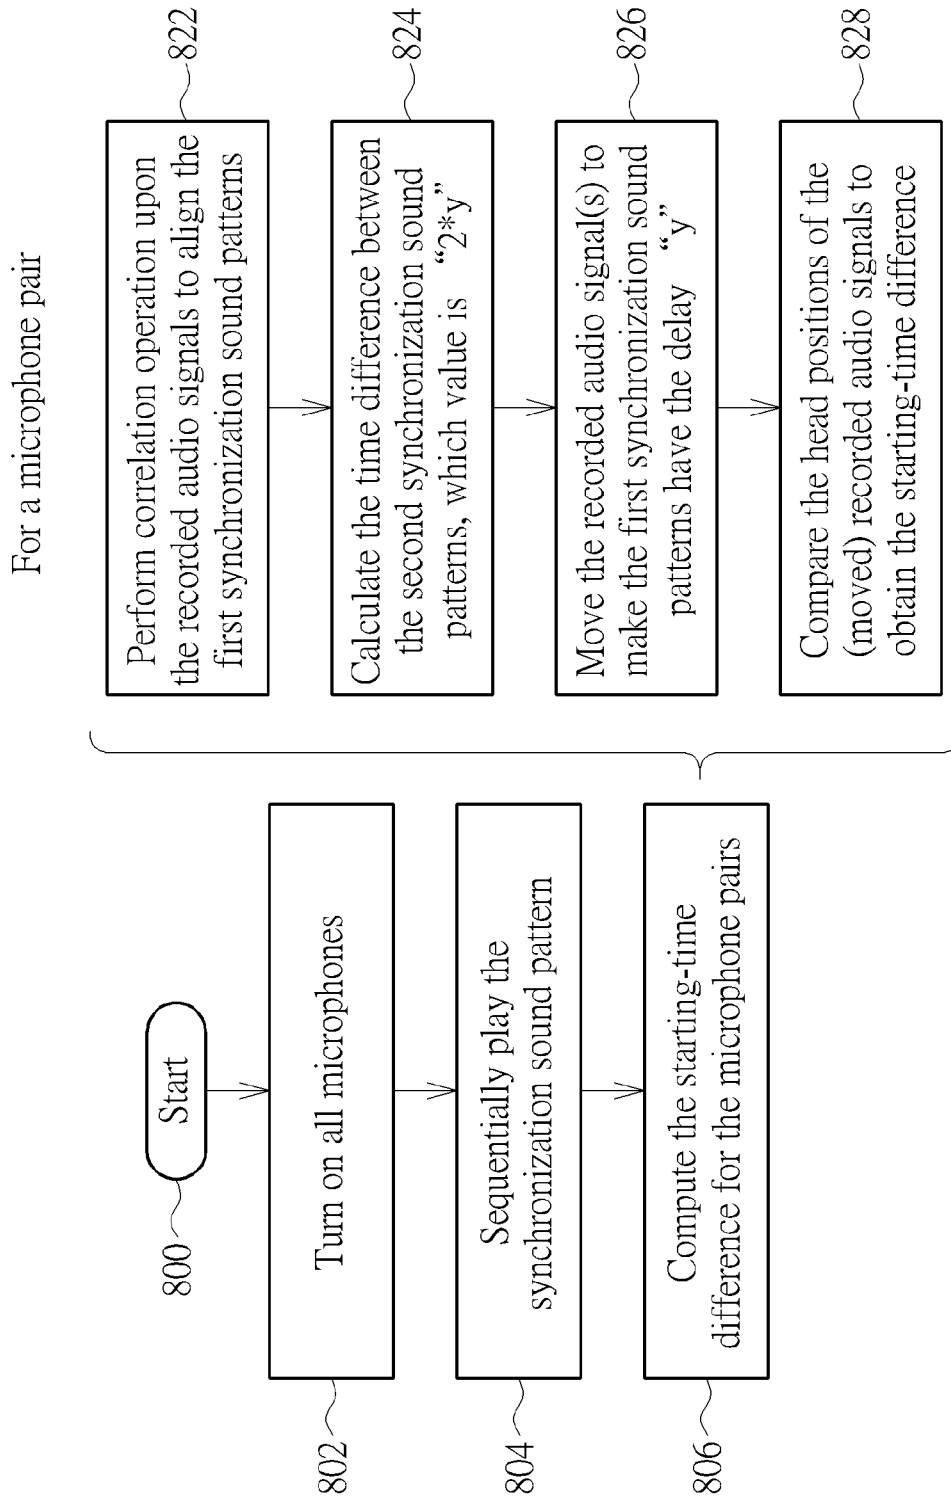 For a microphone pair
Start
800
Turn on all microphones
802
Sequentially play the
synchronization sound pattern
804
Compute the starting-time
difference for the microphone pairs
806
Perform correlation operation upon
the recorded audio signals to align the
first synchronization sound patterns
822
Calculate the time difference between
the second synchronization sound
patterns, which value is “2*y”
824
Move the recorded audio signal(s) to
make the first synchronization sound
patterns have the delay “y”
826
Compare the head positions of the
(moved) recorded audio signals to
obtain the starting-time difference
828